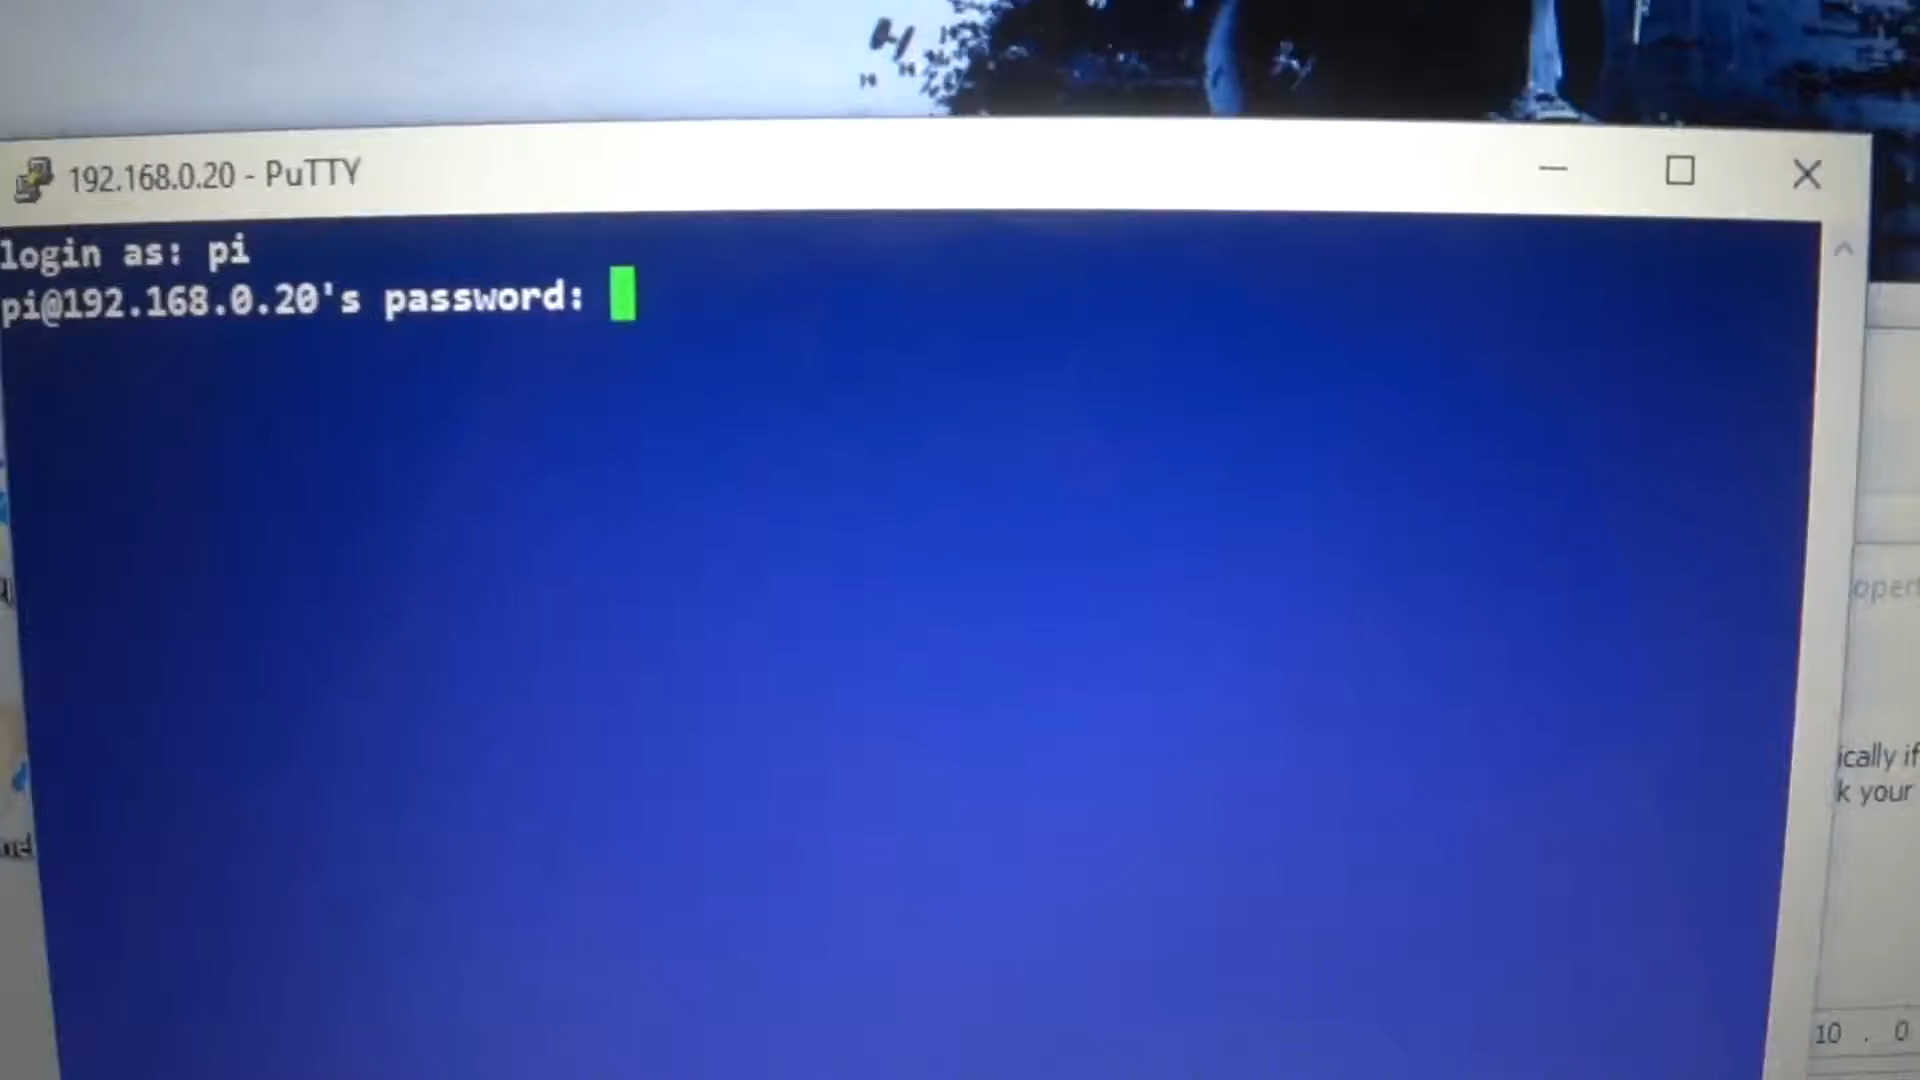 192.168.0.20 - PuTTY
login as: pi
pi@192.168.0.20's password:
ically if
k your
10 . 0